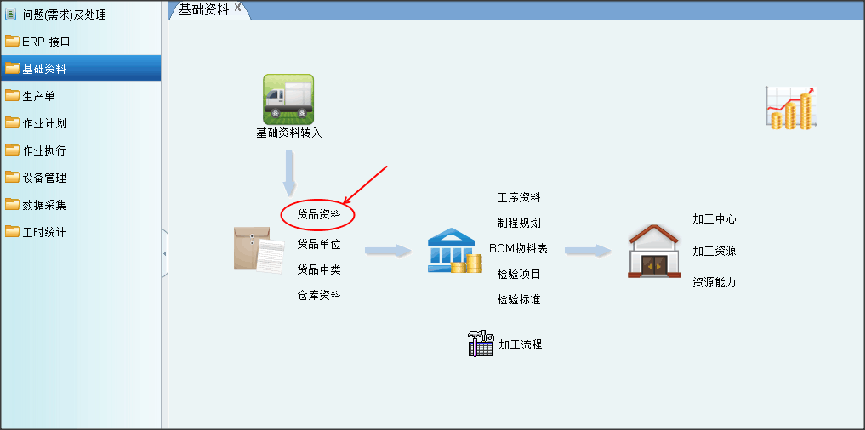 问题(需求)及处理
ERP 接口
基础资料
生产单
作业计划
作业执行
设备管理
数据采集
工时统计
基础资料
基础资料转入
货品资料
货品单位
货品中类
仓库资料
工序资料
制程规划
BOM物料表
检验项目
检验标准
加工流程
加工中心
加工资源
资源能力